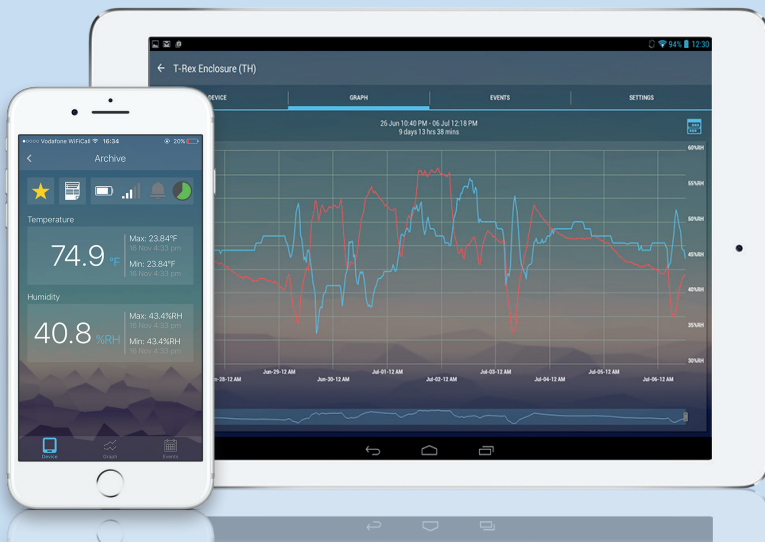 94% 12:30
T-Rex Enclosure (TH)
DEVICE GRAPH EVENTS SETTINGS
26 Jun 10:40 PM - 06 Jul 12:18 PM
9 days 13 hrs 38 mins
60%RH
55%RH
50%RH
45%RH
40%RH
35%RH
30%RH
Jun-29-12 AM Jul-01-12 AM Jul-03-12 AM Jul-05-12 AM
n-28-12 AM Jun-30-12 AM Jul-02-12 AM Jul-04-12 AM Jul-06-12 AM
Vodafone WiFiCall 16:34 20%
Archive
Temperature
74.9 °F
Max: 23.84°F
16 Nov 4:33 pm
Min: 23.84°F
16 Nov 4:33 pm
Humidity
40.8 %RH
Max: 43.4%RH
16 Nov 4:33 pm
Min: 43.4%RH
16 Nov 4:33 pm
Device Graph Events